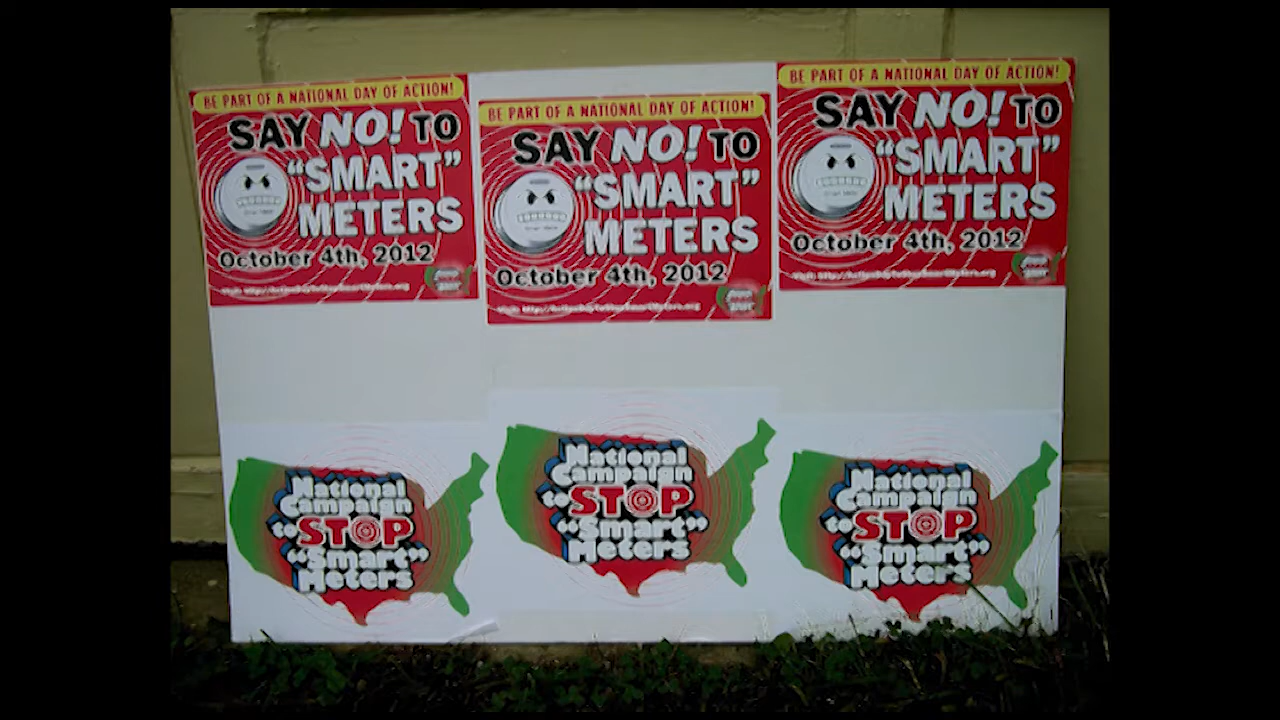 BE PART OF A NATIONAL DAY OF ACTION!
SAY NO! TO
"SMART"
METERS
October 4th, 2012
BE PART OF A NATIONAL DAY OF ACTION!
SAY NO! TO
"SMART"
METERS
October 4th, 2012
BE PART OF A NATIONAL DAY OF ACTION!
SAY NO! TO
"SMART"
METERS
October 4th, 2012
National
Campaign
to STOP
"Smart"
Meters
National
Campaign
to STOP
"Smart"
Meters
National
Campaign
to STOP
"Smart"
Meters